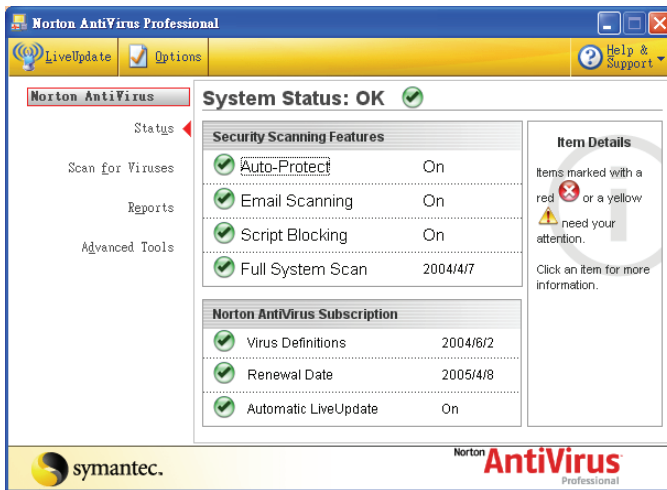 Norton AntiVirus Professional
LiveUpdate Options Help & Support
Norton AntiVirus
Status
Scan for Viruses
Reports
Advanced Tools
System Status: OK
Security Scanning Features
Auto-Protect On
Email Scanning On
Script Blocking On
Full System Scan 2004/4/7
Norton AntiVirus Subscription
Virus Definitions 2004/6/2
Renewal Date 2005/4/8
Automatic LiveUpdate On
Item Details
Items marked with a
red or a yellow
need your
attention.
Click an item for more
information.
symantec.
Norton AntiVirus
Professional